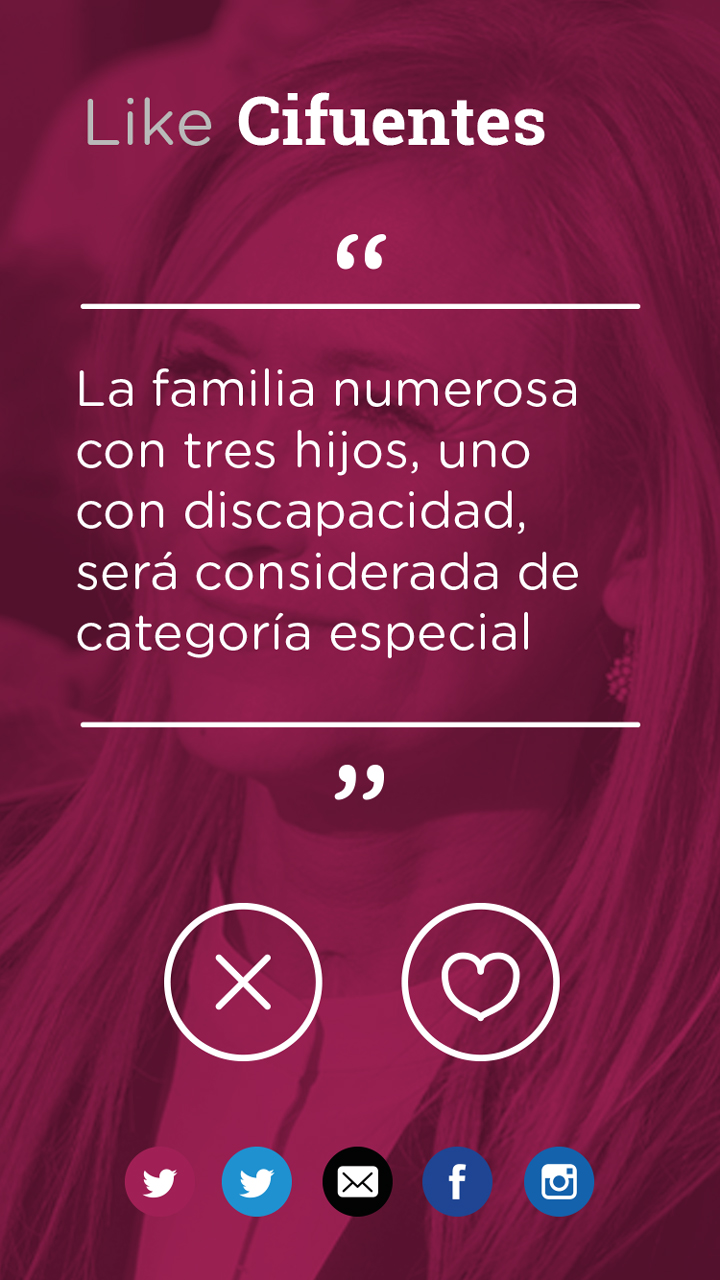 Like Cifuentes
“
La familia numerosa
con tres hijos, uno
con discapacidad,
será considerada de
categoría especial
”